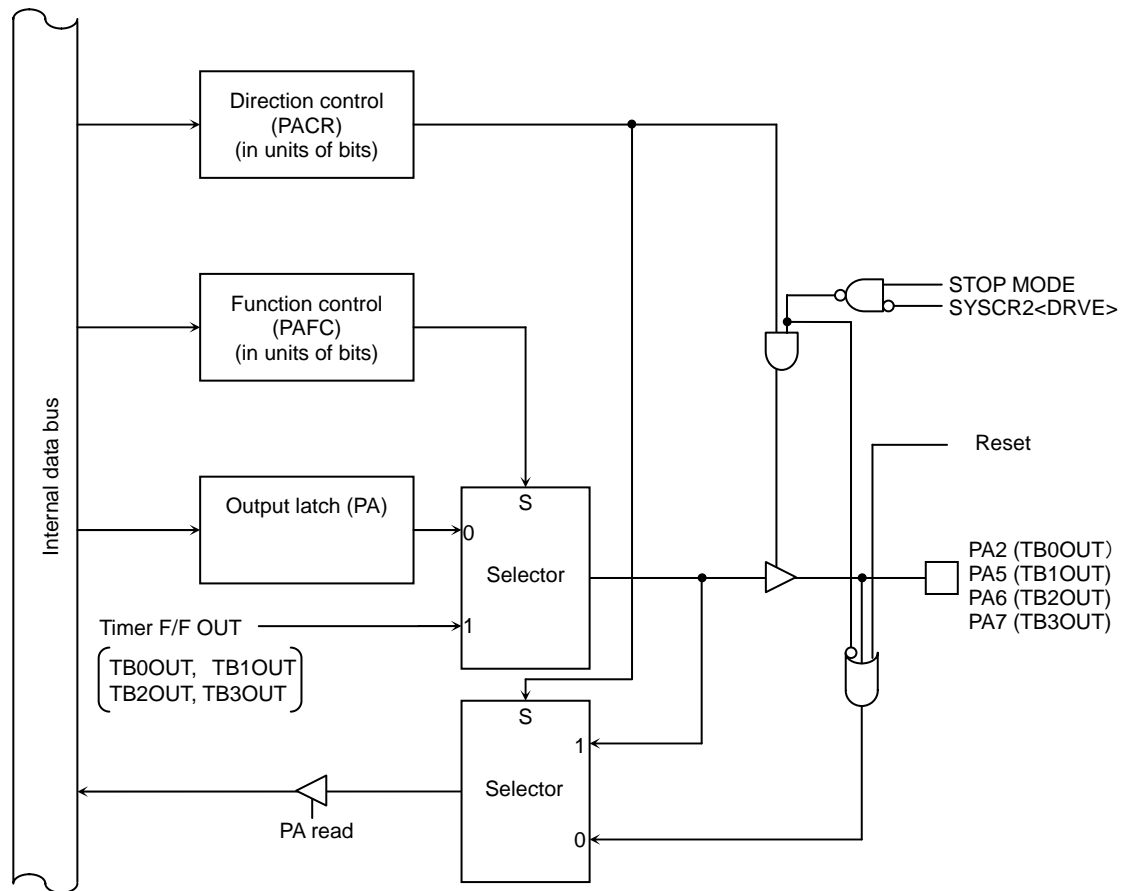 Direction control
(PACR)
(in units of bits)
Function control
(PAFC)
(in units of bits)
STOP MODE
SYSCR2<DRVE>
Internal data bus
Reset
Output latch (PA)
S
0
Selector
1
PA2 (TB0OUT)
PA5 (TB1OUT)
PA6 (TB2OUT)
PA7 (TB3OUT)
Timer F/F OUT
TB0OUT, TB1OUT
TB2OUT, TB3OUT
S
1
Selector
0
PA read